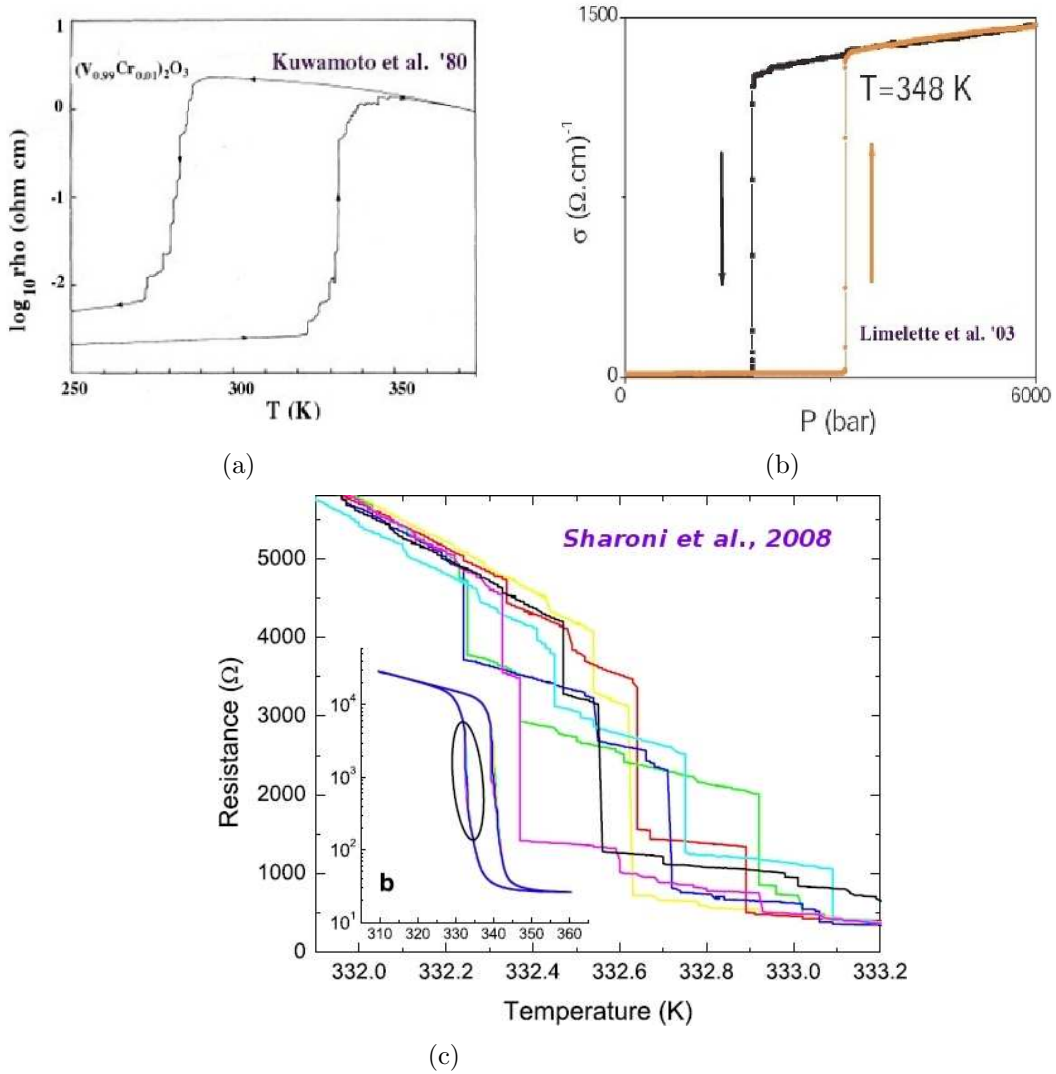 1
Kuwamoto et al. '80
(V0.99Cr0.01)2O3
0
-1
-2
log10rho (ohm cm)
250
300
350
T (K)
(a)
1500
T=348 K
σ (Ω.cm)-1
Limelette et al. '03
0
0
6000
P (bar)
(b)
Sharoni et al., 2008
5000
4000
3000
2000
1000
0
Resistance (Ω)
10^4
10^3
10^2
10^1
b
310 320 330 340 350 360
332.0 332.2 332.4 332.6 332.8 333.0 333.2
Temperature (K)
(c)